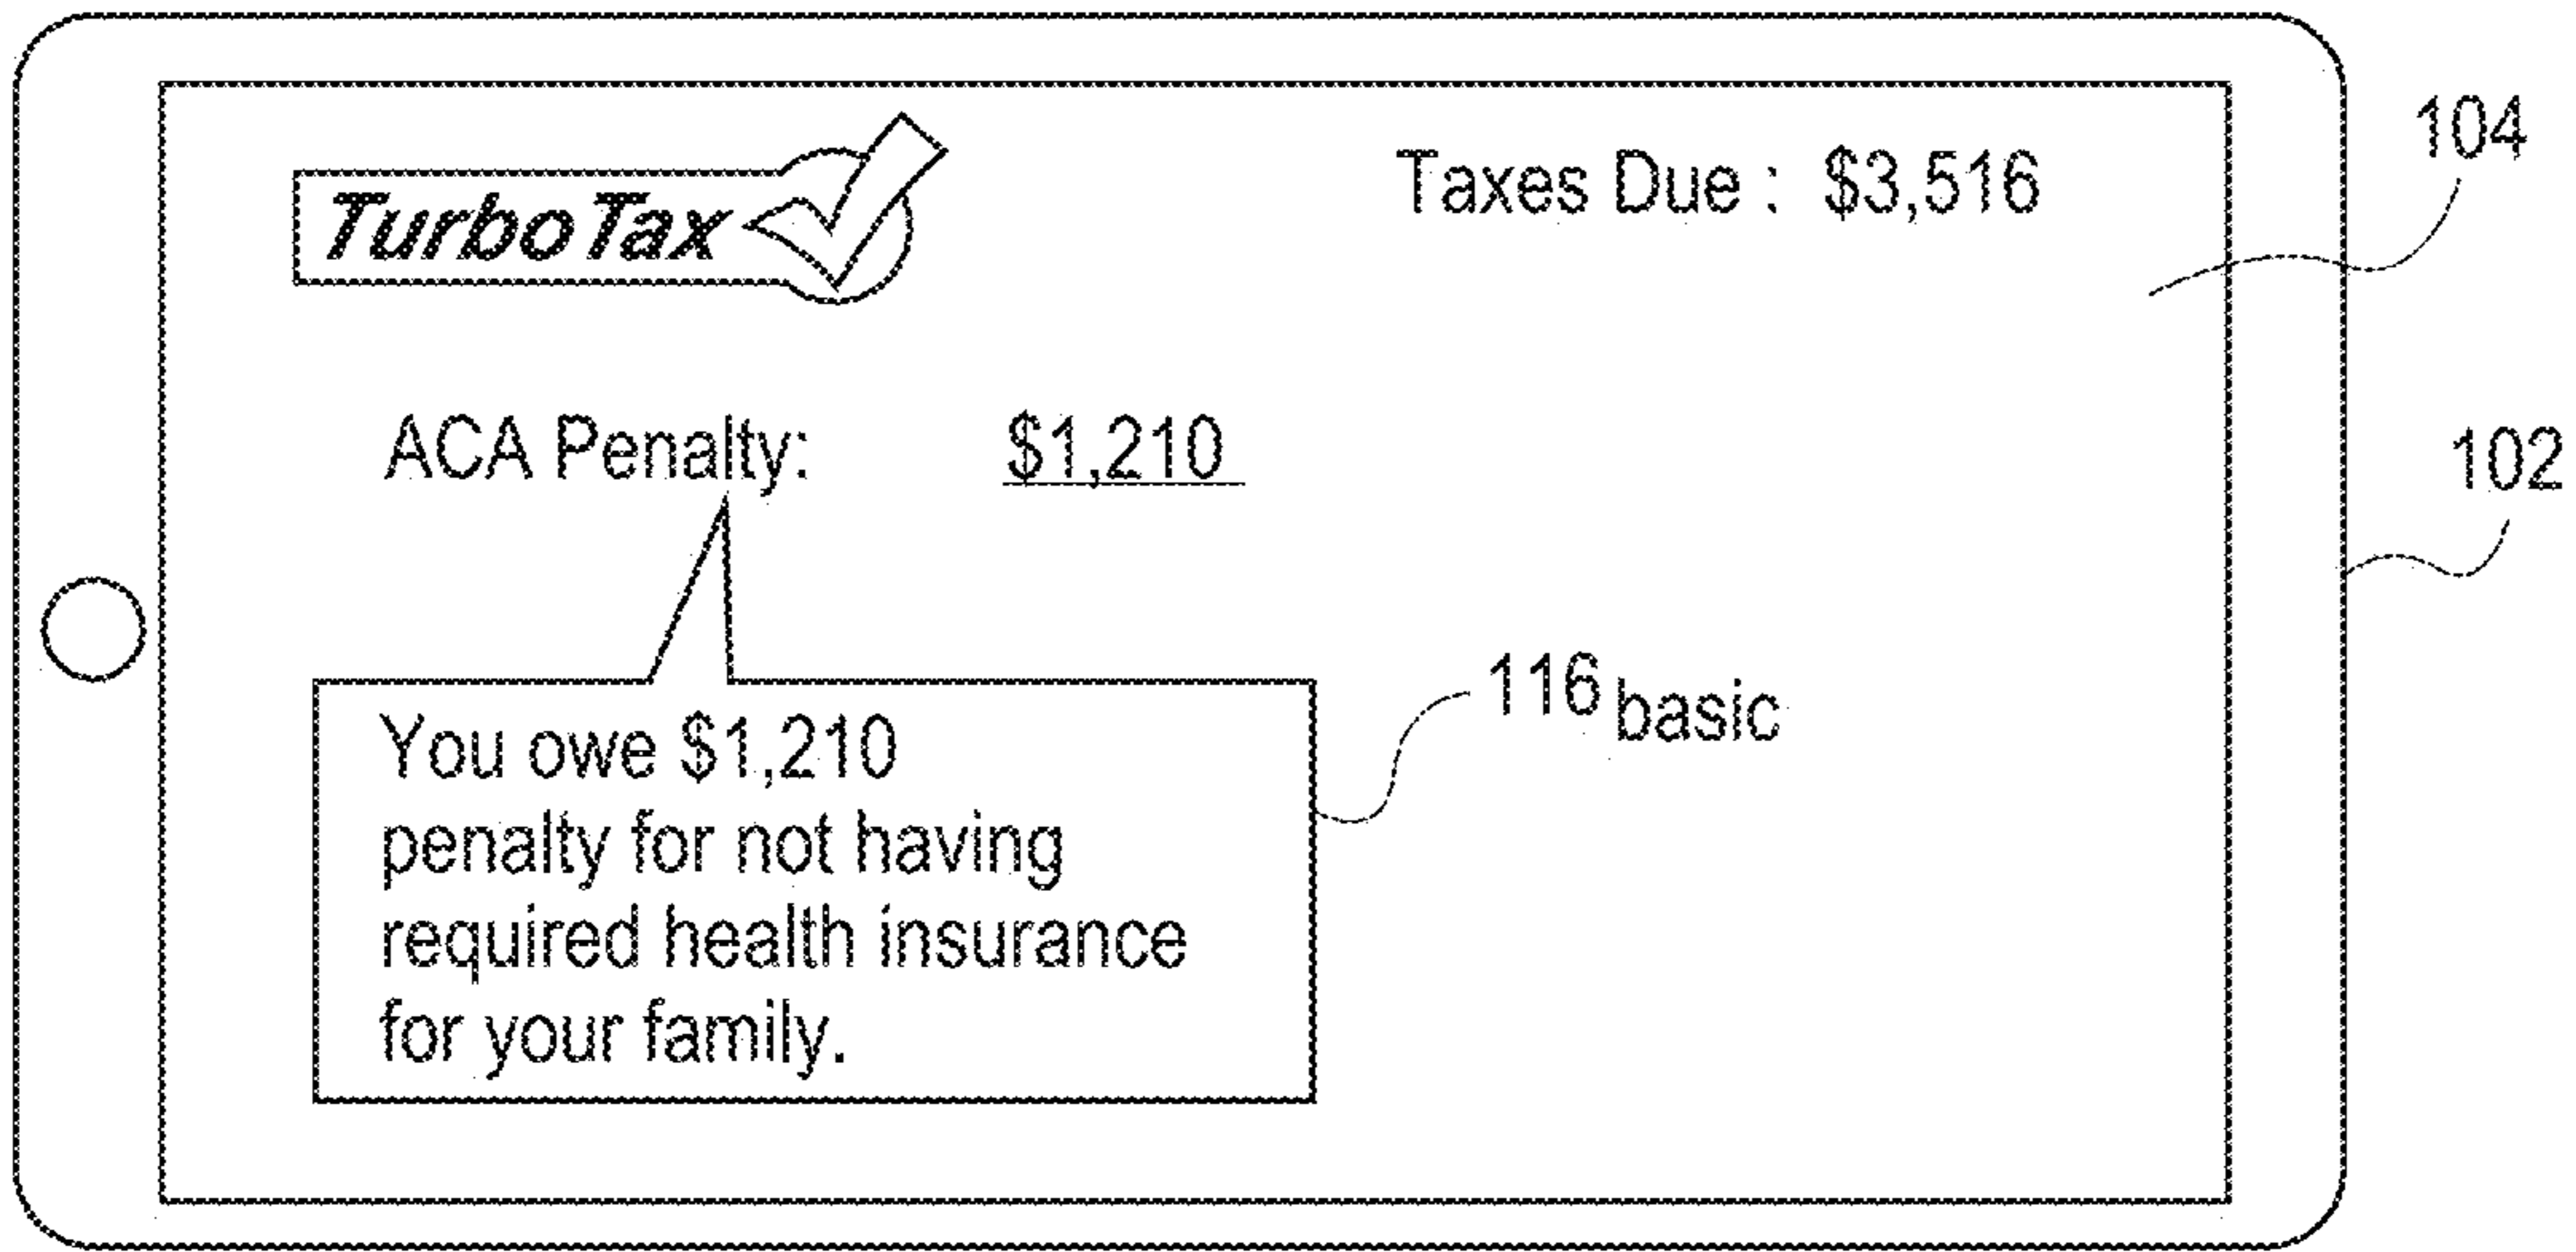 TurboTax
Taxes Due : $3,516
104
ACA Penalty: $1,210
102
116 basic
You owe $1,210
penalty for not having
required health insurance
for your family.